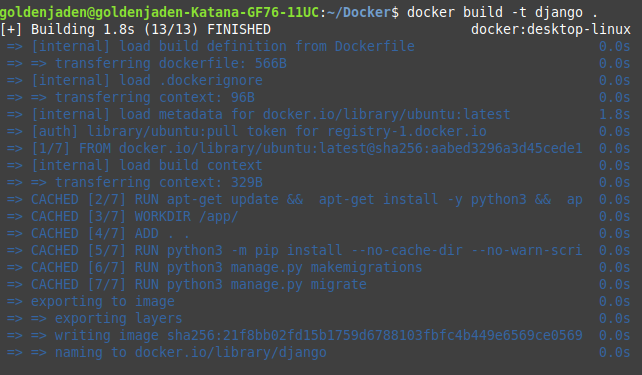 goldenjaden@goldenjaden-Katana-GF76-11UC:~/Docker$ docker build -t django .
[+] Building 1.8s (13/13) FINISHED docker:desktop-linux
=> [internal] load build definition from Dockerfile 0.0s
=> => transferring dockerfile: 566B 0.0s
=> [internal] load .dockerignore 0.0s
=> => transferring context: 96B 0.0s
=> [internal] load metadata for docker.io/library/ubuntu:latest 1.8s
=> [auth] library/ubuntu:pull token for registry-1.docker.io 0.0s
=> [1/7] FROM docker.io/library/ubuntu:latest@sha256:aabed3296a3d45cede1 0.0s
=> [internal] load build context 0.0s
=> => transferring context: 329B 0.0s
=> CACHED [2/7] RUN apt-get update && apt-get install -y python3 && ap 0.0s
=> CACHED [3/7] WORKDIR /app/ 0.0s
=> CACHED [4/7] ADD . . 0.0s
=> CACHED [5/7] RUN python3 -m pip install --no-cache-dir --no-warn-scri 0.0s
=> CACHED [6/7] RUN python3 manage.py makemigrations 0.0s
=> CACHED [7/7] RUN python3 manage.py migrate 0.0s
=> exporting to image 0.0s
=> => exporting layers 0.0s
=> => writing image sha256:21f8bb02fd15b1759d6788103fbfc4b449e6569ce0569 0.0s
=> => naming to docker.io/library/django 0.0s